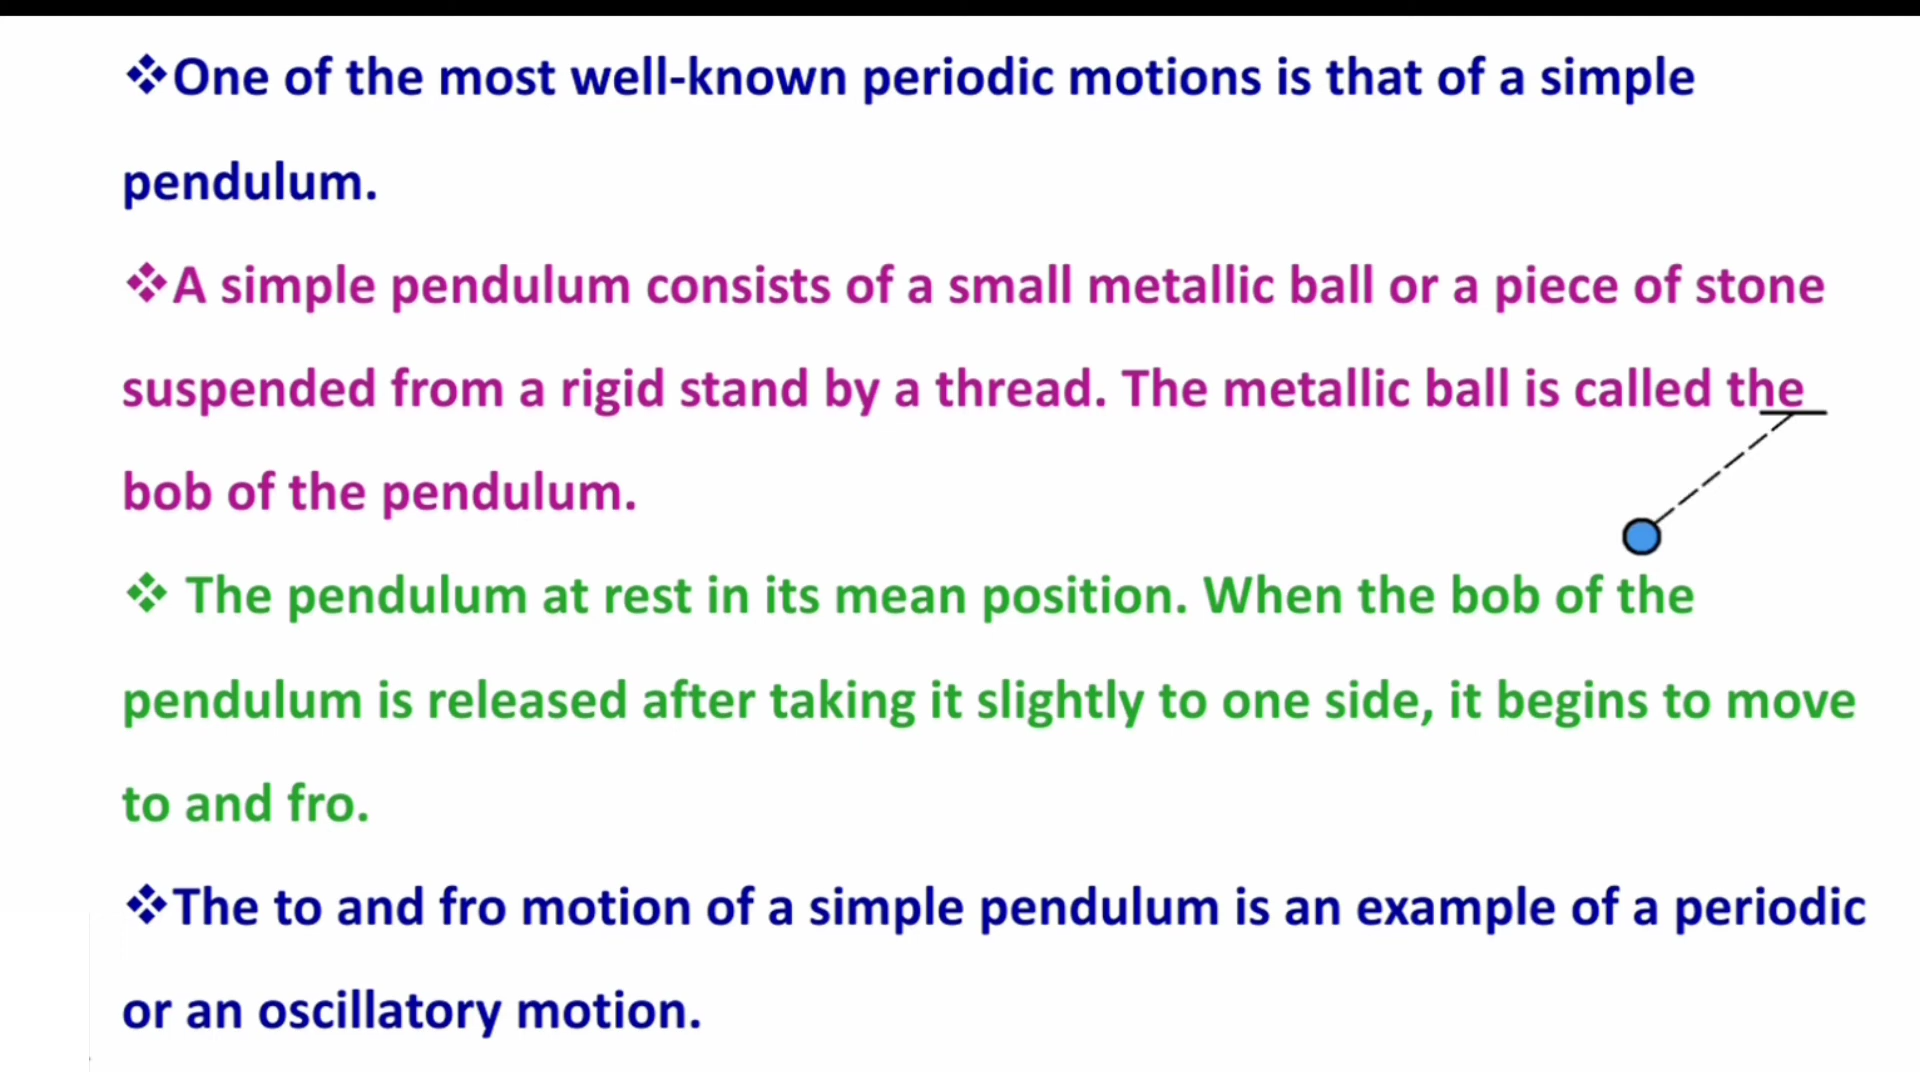 ❖One of the most well-known periodic motions is that of a simple
pendulum.
❖A simple pendulum consists of a small metallic ball or a piece of stone
suspended from a rigid stand by a thread. The metallic ball is called the
bob of the pendulum.
❖ The pendulum at rest in its mean position. When the bob of the
pendulum is released after taking it slightly to one side, it begins to move
to and fro.
❖The to and fro motion of a simple pendulum is an example of a periodic
or an oscillatory motion.